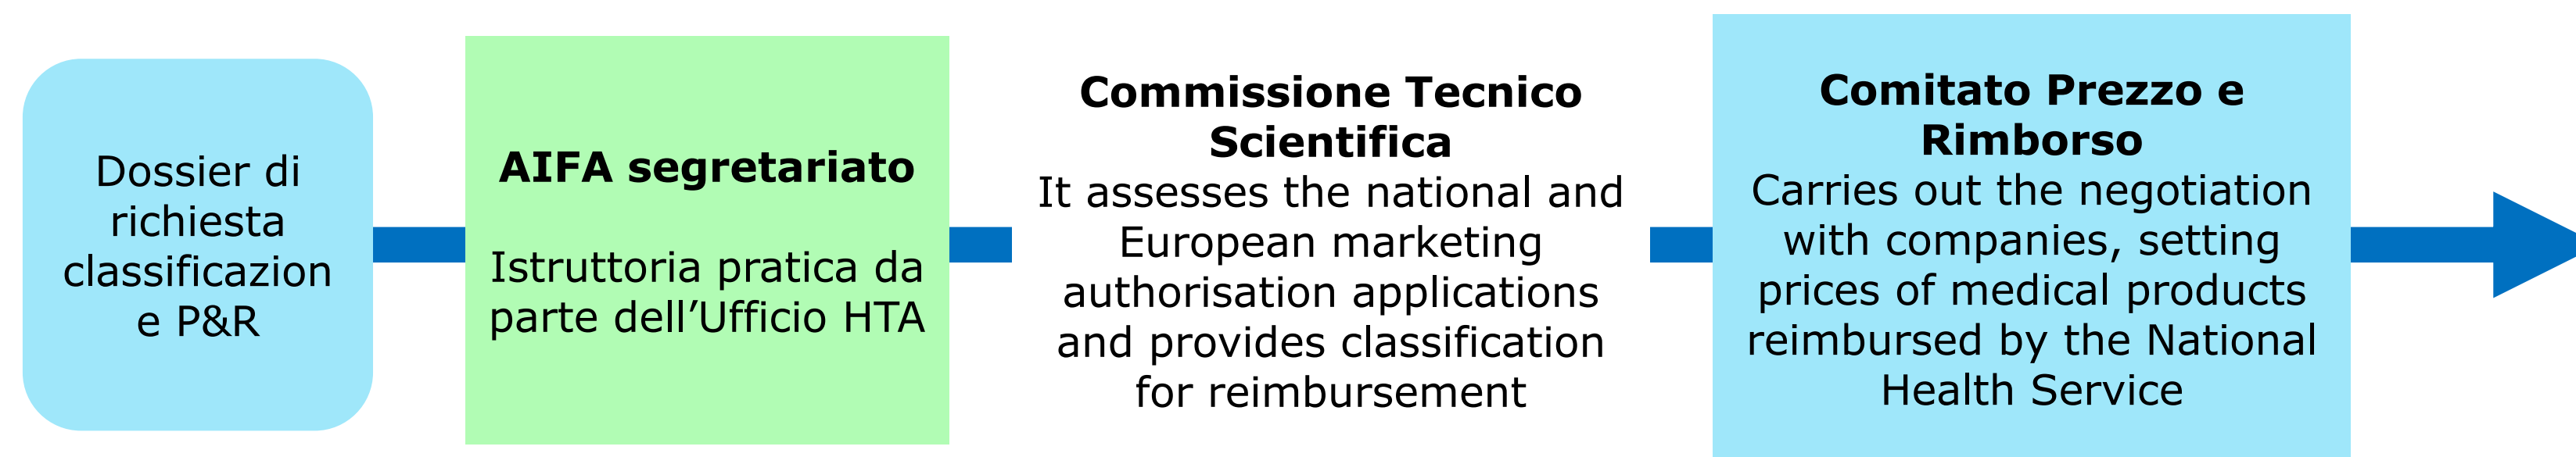 Dossier di
richiesta
classificazion
e P&R
AIFA segretariato
Istruttoria pratica da
parte dell’Ufficio HTA
Commissione Tecnico
Scientifica
It assesses the national and
European marketing
authorisation applications
and provides classification
for reimbursement
Comitato Prezzo e
Rimborso
Carries out the negotiation
with companies, setting
prices of medical products
reimbursed by the National
Health Service